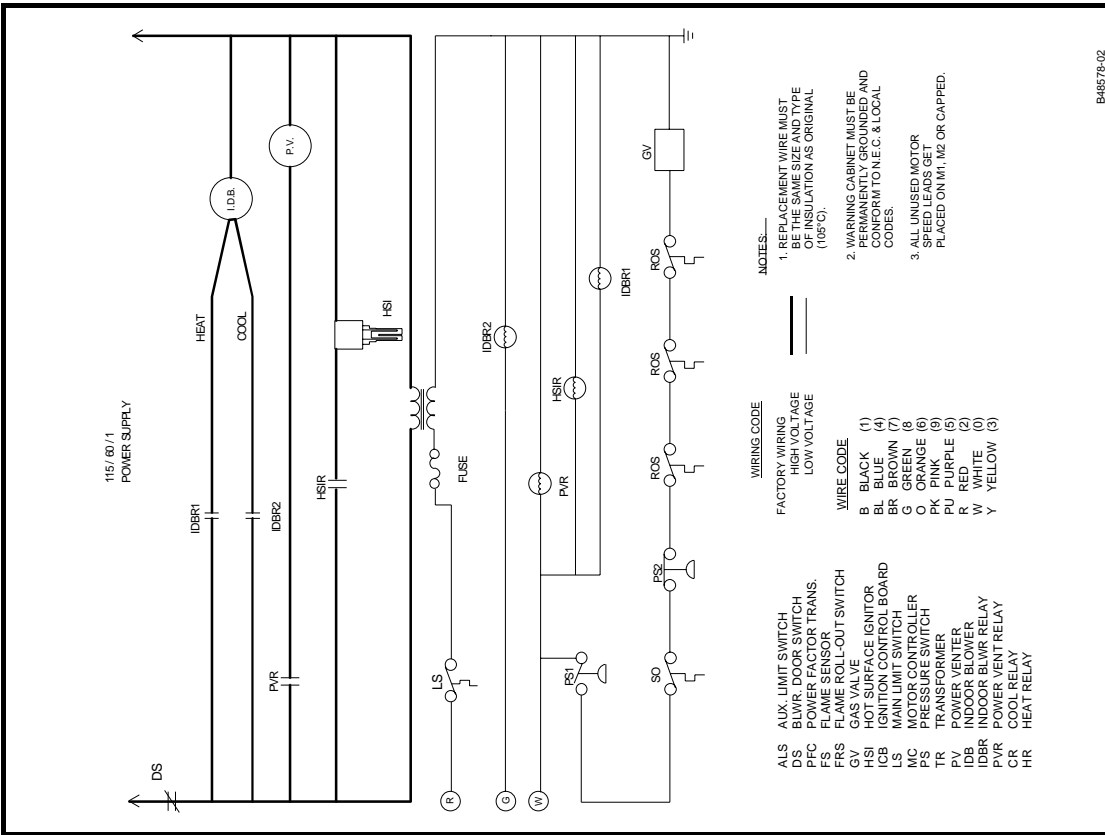 115/ 60 / 1
POWER SUPPLY
DS
IDBR1
HEAT
IDBR2
COOL
I.D.B.
PVR
P.V.
HSIR
HSI
LS
FUSE
R
G
IDBR2
W
PVR
HSIR
IDBR1
PS1
SO
PS2
ROS
ROS
ROS
GV
ALS AUX. LIMIT SWITCH
DS BLWR. DOOR SWITCH
PFC POWER FACTOR TRANS.
FS FLAME SENSOR
FRS FLAME ROLL-OUT SWITCH
GV GAS VALVE
HSI HOT SURFACE IGNITOR
ICB IGNITION CONTROL BOARD
LS MAIN LIMIT SWITCH
MC MOTOR CONTROLLER
PS PRESSURE SWITCH
TR TRANSFORMER
PV POWER VENTER
IDB INDOOR BLOWER
IDBR INDOOR BLWR RELAY
PVR POWER VENT RELAY
CR COOL RELAY
HR HEAT RELAY
WIRING CODE
FACTORY WIRING
HIGH VOLTAGE
LOW VOLTAGE
WIRE CODE
B BLACK (1)
BL BLUE (4)
BR BROWN (7)
G GREEN (8
O ORANGE (6)
PK PINK (9)
PU PURPLE (5)
R RED (2)
W WHITE (0)
Y YELLOW (3)
NOTES:
1. REPLACEMENT WIRE MUST
BE THE SAME SIZE AND TYPE
OF INSULATION AS ORIGINAL
(105°C).
2. WARNING CABINET MUST BE
PERMANENTLY GROUNDED AND
CONFORM TO N.E.C. & LOCAL
CODES.
3. ALL UNUSED MOTOR
SPEED LEADS GET
PLACED ON M1, M2 OR CAPPED.
B48578-02